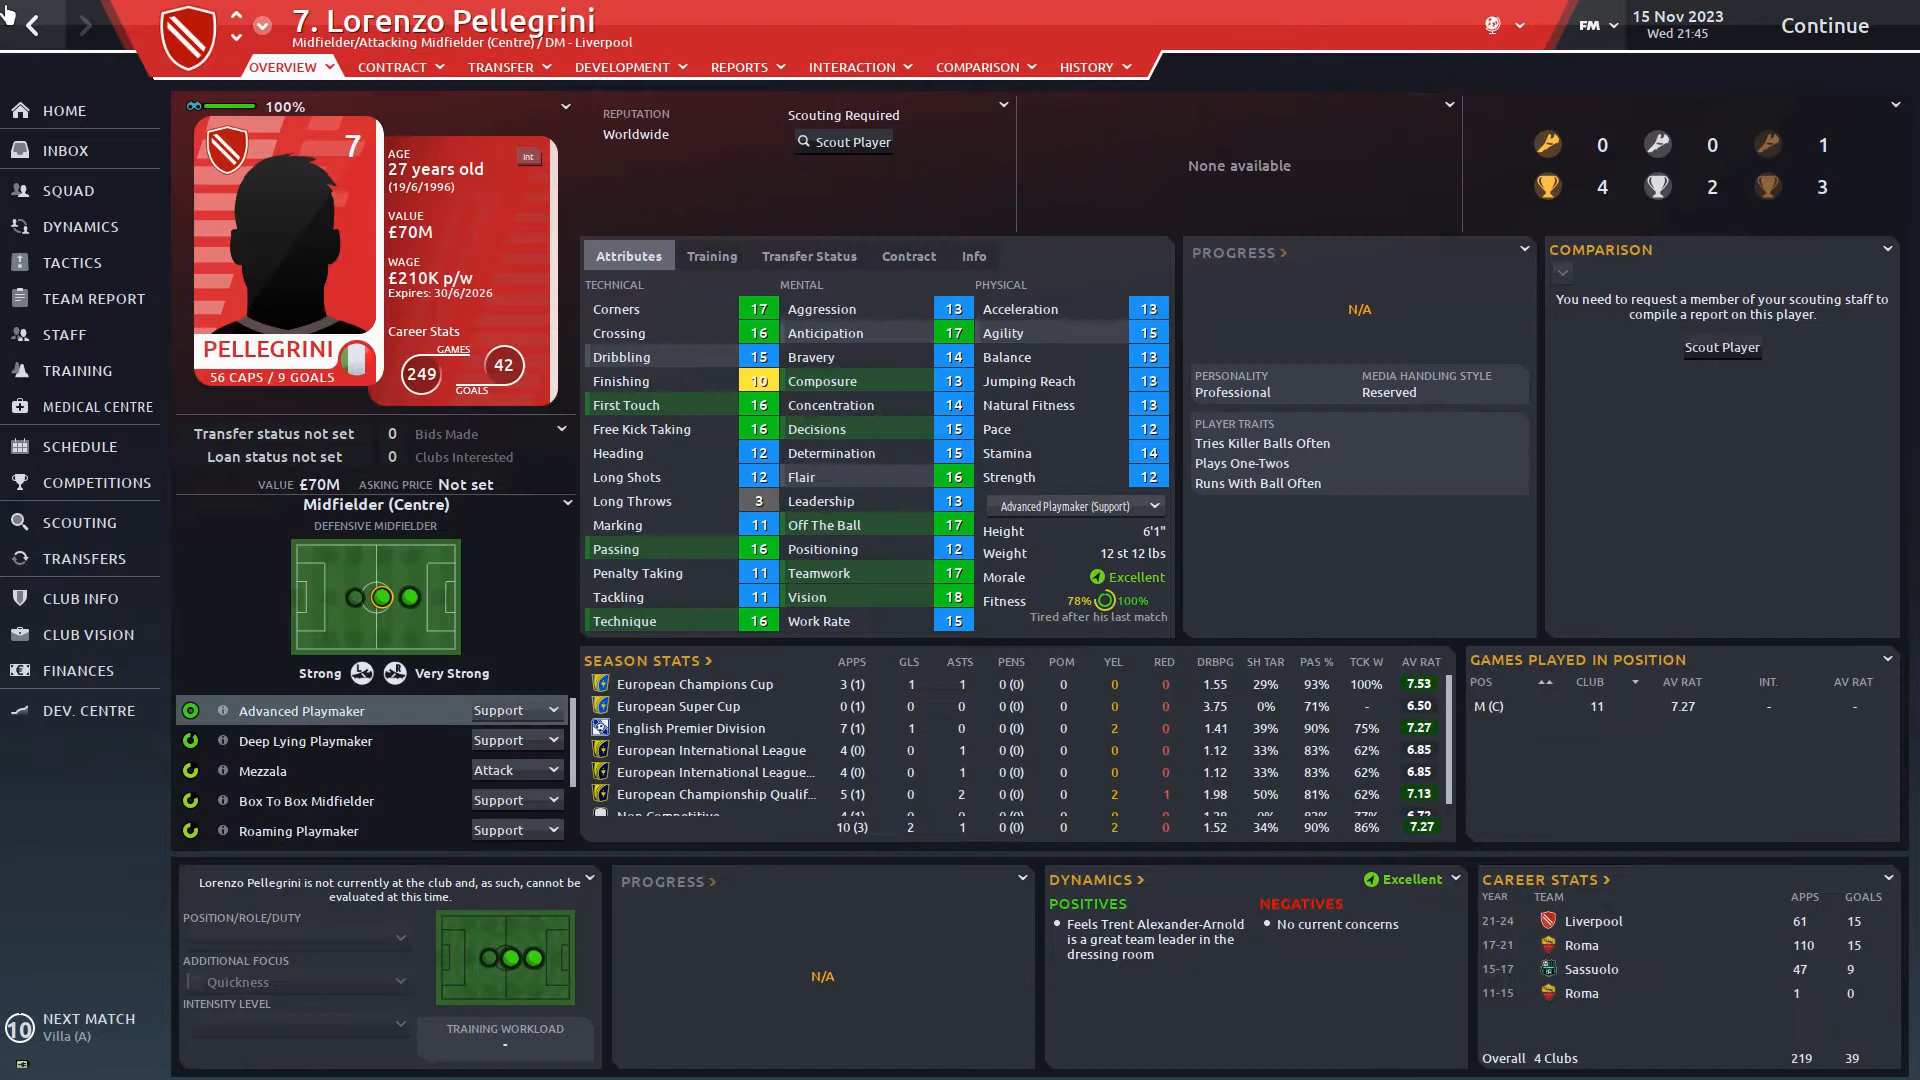 7. Lorenzo Pellegrini
Midfielder/Attacking Midfielder (Centre) / DM - Liverpool
FM
15 Nov 2023
Wed 21:45
Continue
OVERVIEW CONTRACT TRANSFER DEVELOPMENT REPORTS INTERACTION COMPARISON HISTORY
HOME
INBOX
SQUAD
DYNAMICS
TACTICS
TEAM REPORT
STAFF
TRAINING
MEDICAL CENTRE
SCHEDULE
COMPETITIONS
SCOUTING
TRANSFERS
CLUB INFO
CLUB VISION
FINANCES
DEV. CENTRE
10 NEXT MATCH
Villa (A)
100%
7
AGE
27 years old
(19/6/1996)
Int
VALUE
£70M
WAGE
£210K p/w
Expires: 30/6/2026
Career Stats
GAMES
249
42
GOALS
PELLEGRINI
56 CAPS / 9 GOALS
Transfer status not set 0 Bids Made
Loan status not set 0 Clubs Interested
VALUE £70M ASKING PRICE Not set
Midfielder (Centre)
DEFENSIVE MIDFIELDER
Strong L R Very Strong
Advanced Playmaker Support
Deep Lying Playmaker Support
Mezzala Attack
Box To Box Midfielder Support
Roaming Playmaker Support
REPUTATION
Worldwide
Scouting Required
Scout Player
None available
0 0 1
4 2 3
Attributes Training Transfer Status Contract Info
TECHNICAL MENTAL PHYSICAL
Corners 17 Aggression 13 Acceleration 13
Crossing 16 Anticipation 17 Agility 15
Dribbling 15 Bravery 14 Balance 13
Finishing 10 Composure 13 Jumping Reach 13
First Touch 16 Concentration 14 Natural Fitness 13
Free Kick Taking 16 Decisions 15 Pace 12
Heading 12 Determination 15 Stamina 14
Long Shots 12 Flair 16 Strength 12
Long Throws 3 Leadership 13 Advanced Playmaker (Support)
Marking 11 Off The Ball 17 Height 6'1"
Passing 16 Positioning 12 Weight 12 st 12 lbs
Penalty Taking 11 Teamwork 17 Morale Excellent
Tackling 11 Vision 18 Fitness 78% 100%
Technique 16 Work Rate 15 Tired after his last match
PROGRESS >
N/A
PERSONALITY MEDIA HANDLING STYLE
Professional Reserved
PLAYER TRAITS
Tries Killer Balls Often
Plays One-Twos
Runs With Ball Often
COMPARISON
You need to request a member of your scouting staff to
compile a report on this player.
Scout Player
SEASON STATS > APPS GLS ASTS PENS POM YEL RED DRBPG SH TAR PAS % TCK W AV RAT
European Champions Cup 3 (1) 1 1 0 (0) 0 0 0 1.55 29% 93% 100% 7.53
European Super Cup 0 (1) 0 0 0 (0) 0 0 0 3.75 0% 71% - 6.50
English Premier Division 7 (1) 1 0 0 (0) 0 2 0 1.41 39% 90% 75% 7.27
European International League 4 (0) 0 1 0 (0) 0 0 0 1.12 33% 83% 62% 6.85
European International League... 4 (0) 0 1 0 (0) 0 0 0 1.12 33% 83% 62% 6.85
European Championship Qualif... 5 (1) 0 2 0 (0) 0 2 1 1.98 50% 81% 62% 7.13
10 (3) 2 1 0 (0) 0 2 0 1.52 34% 90% 86% 7.27
GAMES PLAYED IN POSITION
POS CLUB AV RAT INT. AV RAT
M (C) 11 7.27 - -
Lorenzo Pellegrini is not currently at the club and, as such, cannot be
evaluated at this time.
POSITION/ROLE/DUTY
ADDITIONAL FOCUS
Quickness
INTENSITY LEVEL
TRAINING WORKLOAD
-
PROGRESS >
N/A
DYNAMICS > Excellent
POSITIVES NEGATIVES
• Feels Trent Alexander-Arnold
is a great team leader in the
dressing room
• No current concerns
CAREER STATS >
YEAR TEAM APPS GOALS
21-24 Liverpool 61 15
17-21 Roma 110 15
15-17 Sassuolo 47 9
11-15 Roma 1 0
Overall 4 Clubs 219 39